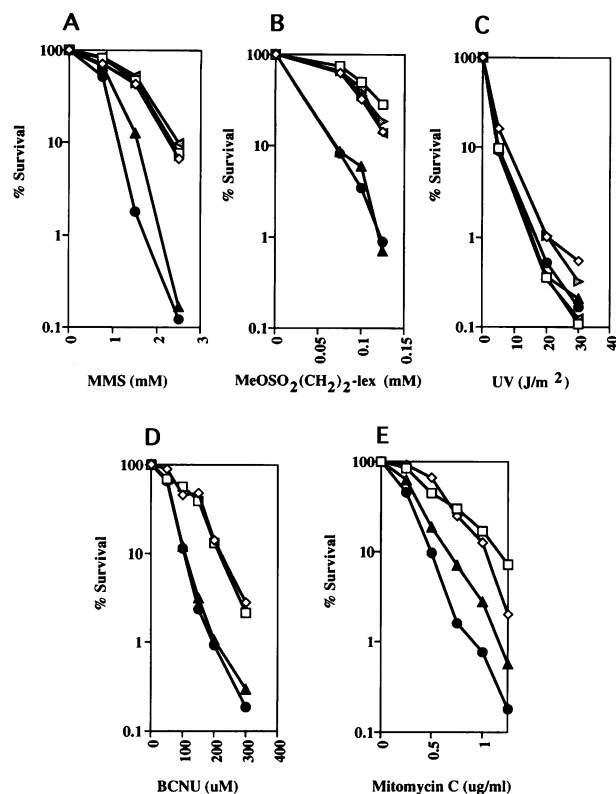 A
% Survival
100
10
1
0.1
0
1
2
3
MMS (mM)
B
% Survival
100
10
1
0.1
0
0.05
0.1
0.15
MeOSO2(CH2)2-lex (mM)
C
% Survival
100
10
1
0.1
0
10
20
30
40
UV (J/m 2)
D
% Survival
100
10
1
0.1
0
100
200
300
400
BCNU (uM)
E
% Survival
100
10
1
0.1
0
0.5
1
Mitomycin C (ug/ml)